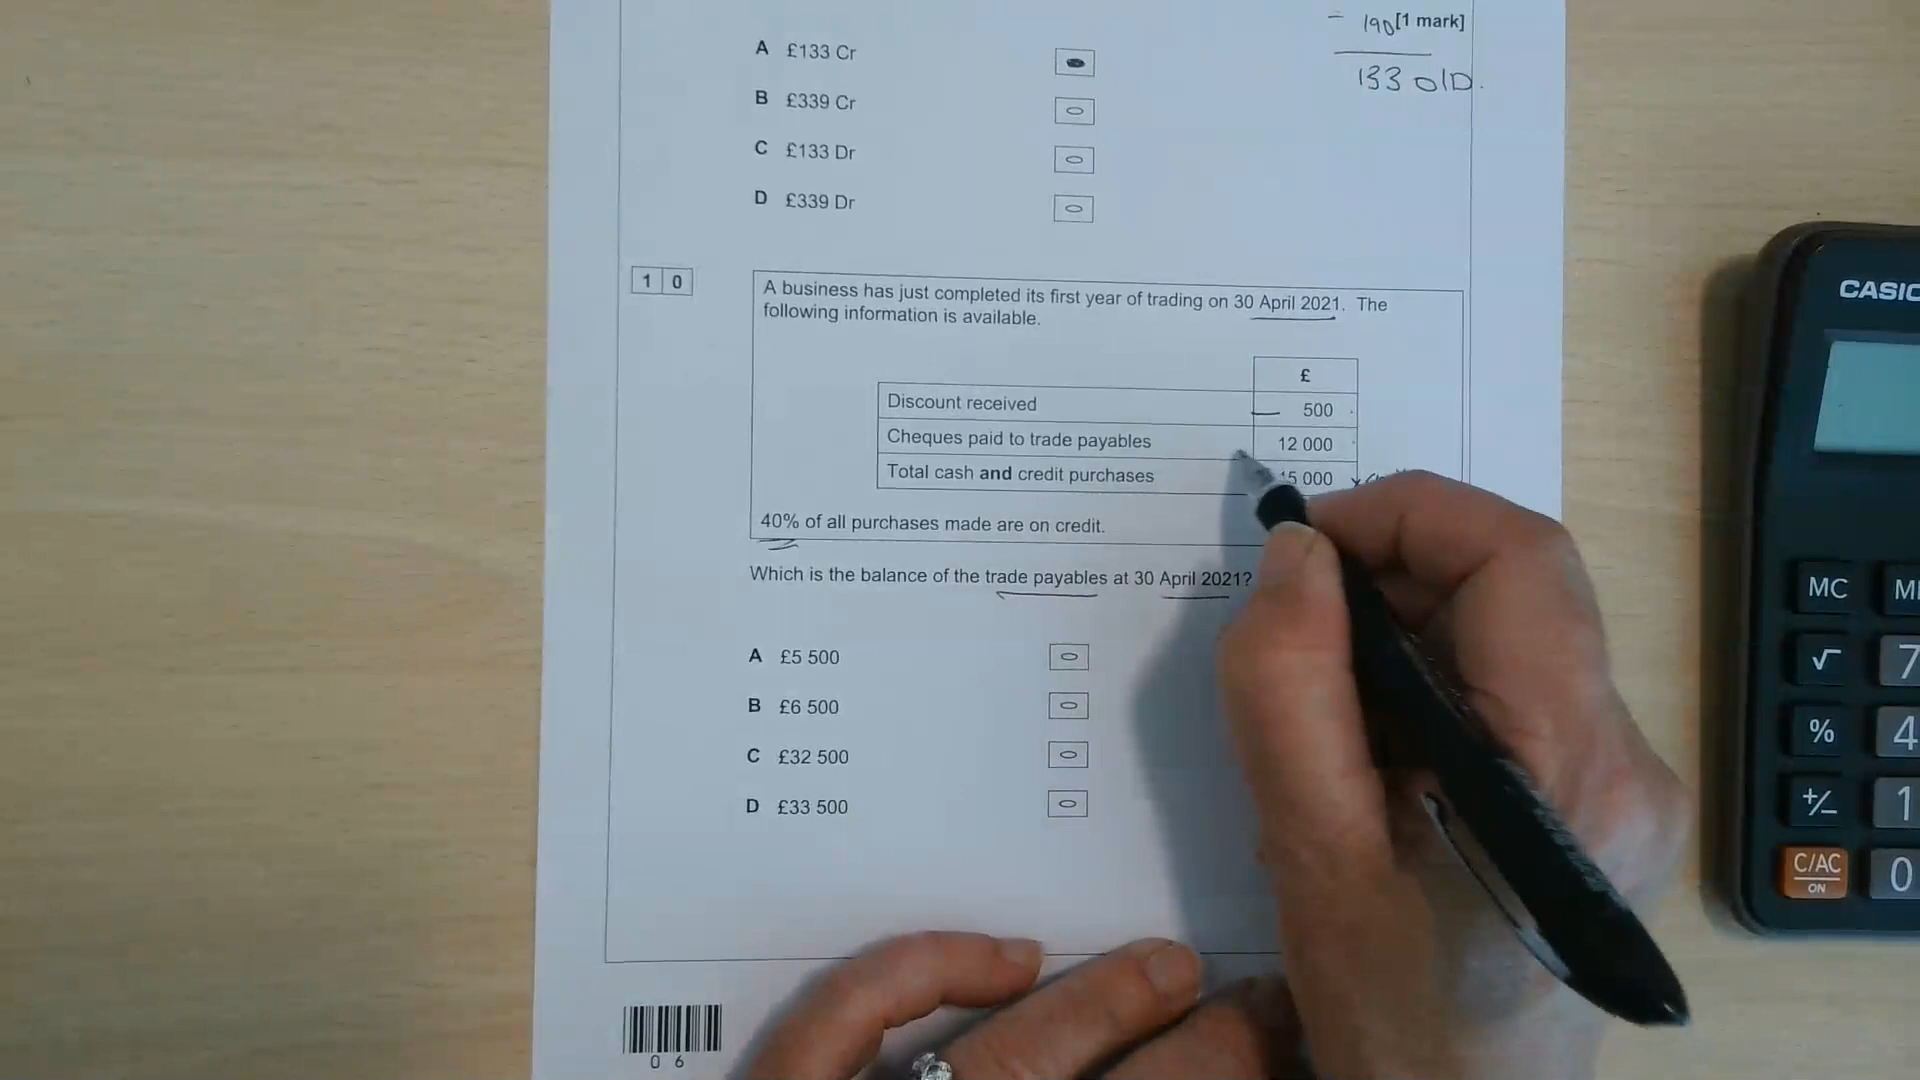 - 190 [1 mark]
A £133 Cr
133 O/D.
B £339 Cr
C £133 Dr
D £339 Dr
1 0
A business has just completed its first year of trading on 30 April 2021. The
following information is available.
£
Discount received 500
Cheques paid to trade payables 12 000
Total cash and credit purchases 5 000
40% of all purchases made are on credit.
Which is the balance of the trade payables at 30 April 2021?
A £5 500
B £6 500
C £32 500
D £33 500
0 6
CASIO
MC
√ 7
% 4
+/− 1
C/AC 0
ON